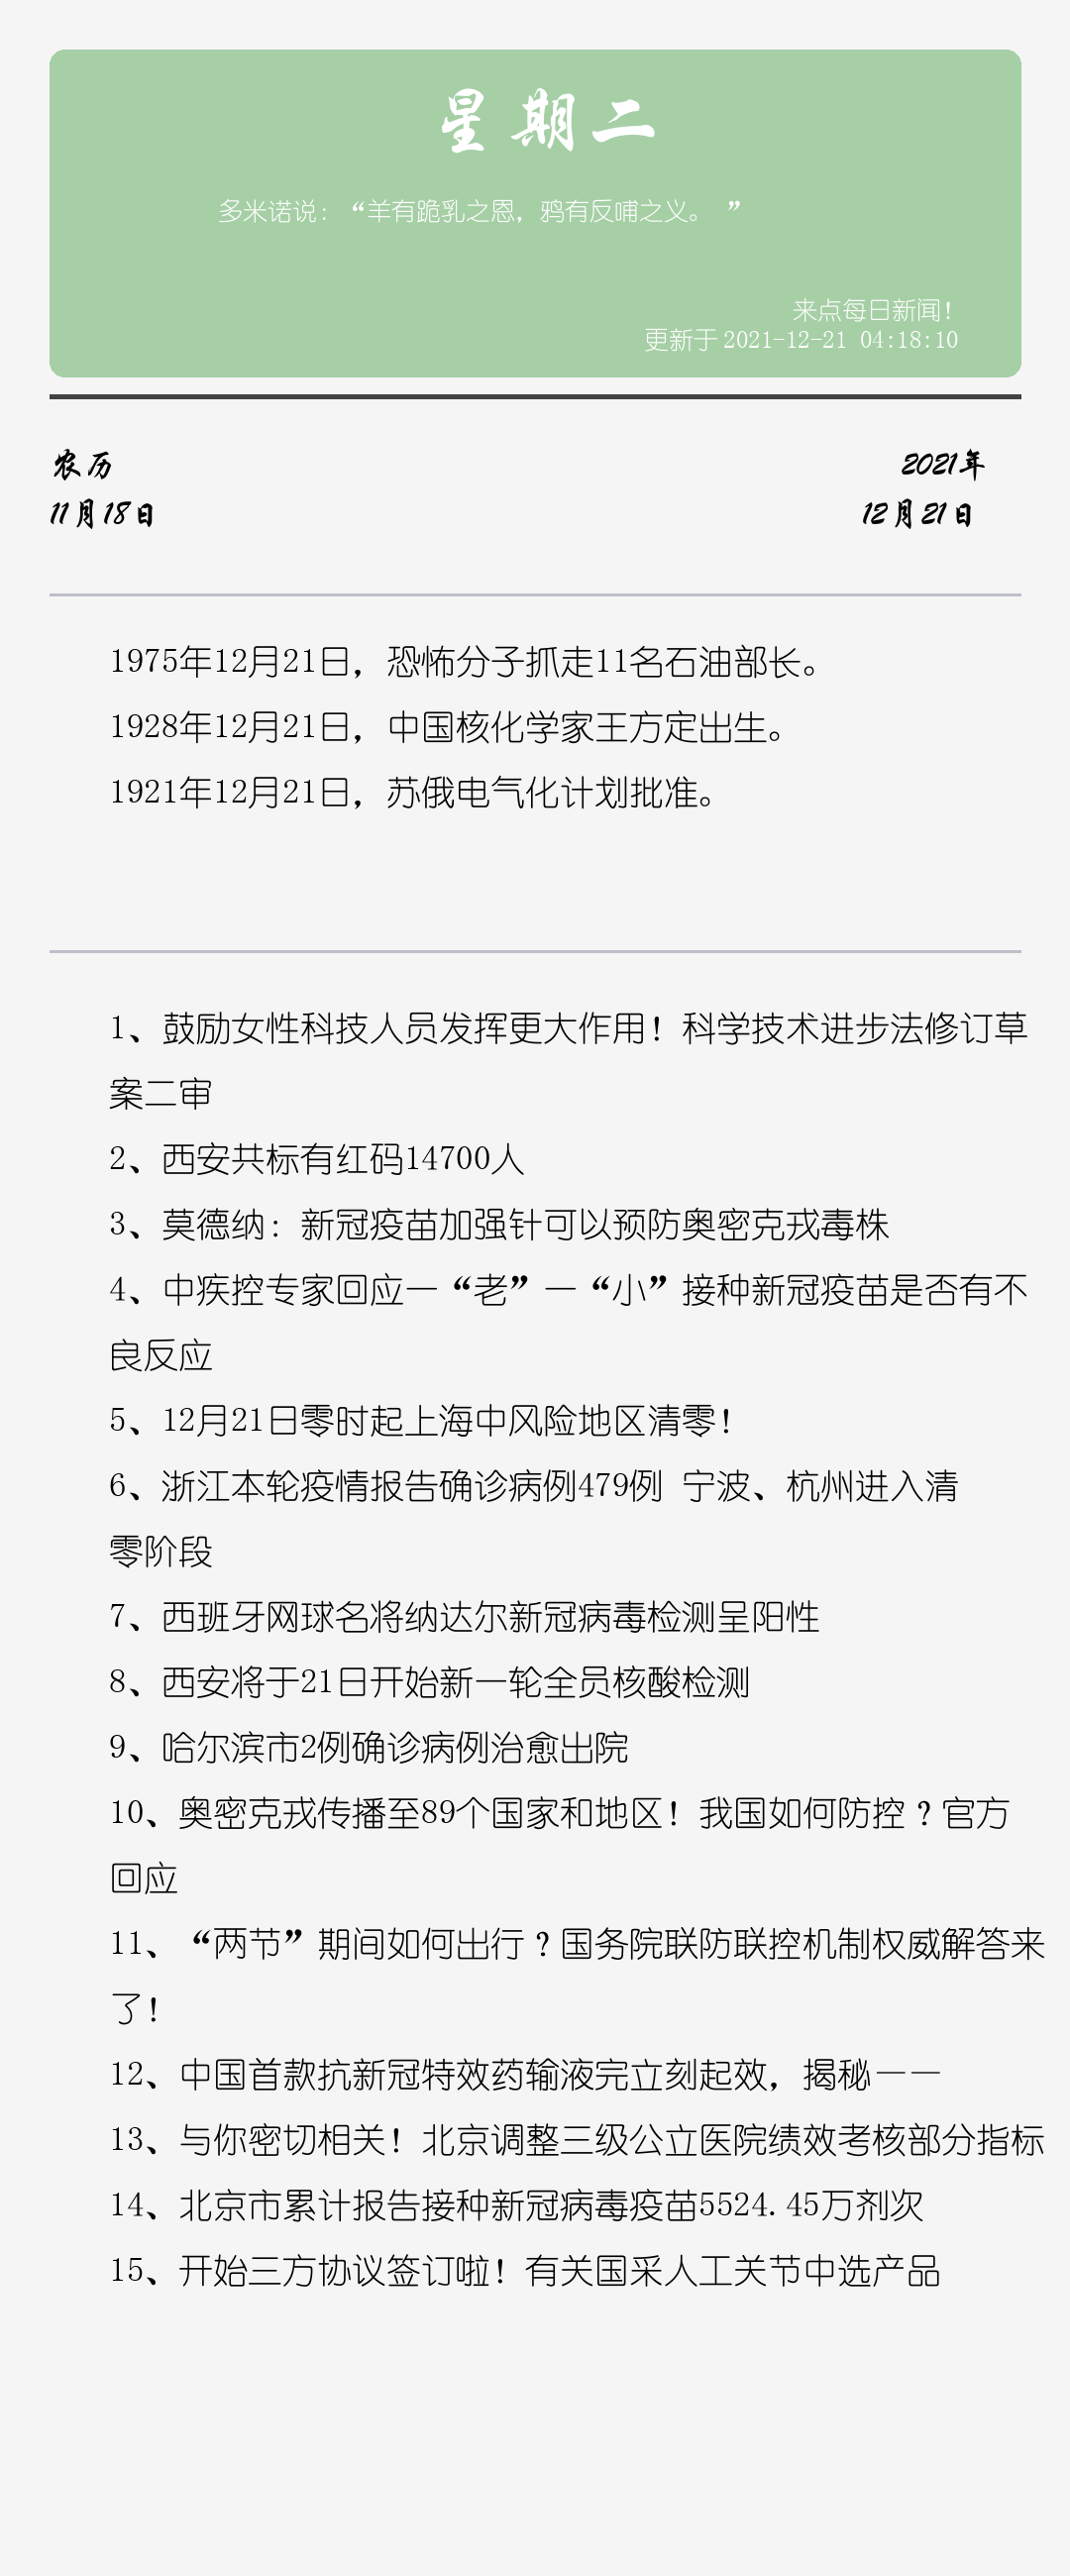 星期二
多米诺说：“羊有跪乳之恩，鸦有反哺之义。 ”
来点每日新闻！
更新于 2021-12-21 04:18:10
农历
2021年
11月18日
12月21日
1975年12月21日，恐怖分子抓走11名石油部长。
1928年12月21日，中国核化学家王方定出生。
1921年12月21日，苏俄电气化计划批准。
1、鼓励女性科技人员发挥更大作用！科学技术进步法修订草
案二审
2、西安共标有红码14700人
3、莫德纳：新冠疫苗加强针可以预防奥密克戎毒株
4、中疾控专家回应一“老”一“小”接种新冠疫苗是否有不
良反应
5、12月21日零时起上海中风险地区清零！
6、浙江本轮疫情报告确诊病例479例 宁波、杭州进入清
零阶段
7、西班牙网球名将纳达尔新冠病毒检测呈阳性
8、西安将于21日开始新一轮全员核酸检测
9、哈尔滨市2例确诊病例治愈出院
10、奥密克戎传播至89个国家和地区！我国如何防控？官方
回应
11、“两节”期间如何出行？国务院联防联控机制权威解答来
了！
12、中国首款抗新冠特效药输液完立刻起效，揭秘——
13、与你密切相关！北京调整三级公立医院绩效考核部分指标
14、北京市累计报告接种新冠病毒疫苗5524.45万剂次
15、开始三方协议签订啦！有关国采人工关节中选产品